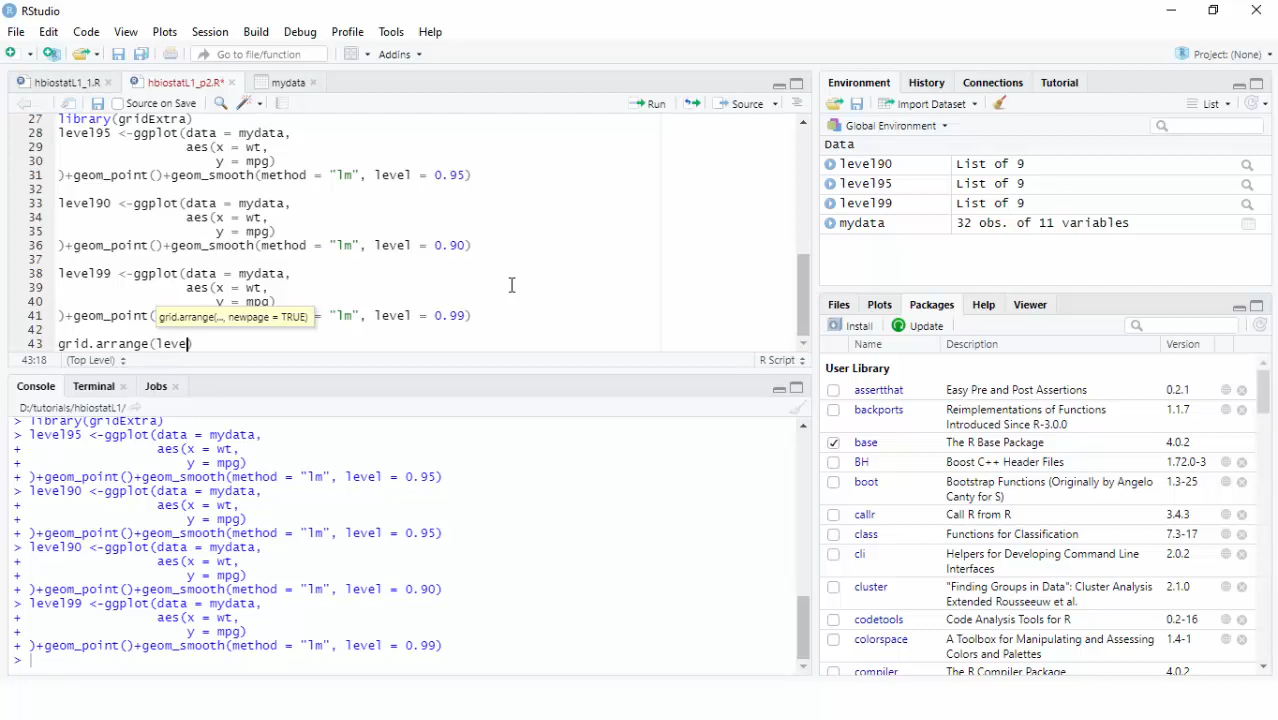 RStudio
File Edit Code View Plots Session Build Debug Profile Tools Help
Go to file/function Addins Project: (None)
hbiostatL1_1.R hbiostatL1_p2.R* mydata
Source on Save Run Source
27 library(gridExtra)
28 level95 <-ggplot(data = mydata,
29 aes(x = wt,
30 y = mpg)
31 )+geom_point()+geom_smooth(method = "lm", level = 0.95)
32
33 level90 <-ggplot(data = mydata,
34 aes(x = wt,
35 y = mpg)
36 )+geom_point()+geom_smooth(method = "lm", level = 0.90)
37
38 level99 <-ggplot(data = mydata,
39 aes(x = wt,
40 y = mpg)
grid.arrange(..., newpage = TRUE)
41 )+geom_point( "lm", level = 0.99)
42
43 grid.arrange(leve)
43:18 (Top Level) R Script
Console Terminal Jobs
D:/tutorials/hbiostatL1/
> library(gridExtra)
> level95 <-ggplot(data = mydata,
+ aes(x = wt,
+ y = mpg)
+ )+geom_point()+geom_smooth(method = "lm", level = 0.95)
> level90 <-ggplot(data = mydata,
+ aes(x = wt,
+ y = mpg)
+ )+geom_point()+geom_smooth(method = "lm", level = 0.95)
> level90 <-ggplot(data = mydata,
+ aes(x = wt,
+ y = mpg)
+ )+geom_point()+geom_smooth(method = "lm", level = 0.90)
> level99 <-ggplot(data = mydata,
+ aes(x = wt,
+ y = mpg)
+ )+geom_point()+geom_smooth(method = "lm", level = 0.99)
>
Environment History Connections Tutorial
Import Dataset List
Global Environment
Data
level90 List of 9
level95 List of 9
level99 List of 9
mydata 32 obs. of 11 variables
Files Plots Packages Help Viewer
Install Update
Name Description Version
User Library
assertthat Easy Pre and Post Assertions 0.2.1
backports Reimplementations of Functions 1.1.7
Introduced Since R-3.0.0
base The R Base Package 4.0.2
BH Boost C++ Header Files 1.72.0-3
boot Bootstrap Functions (Originally by Angelo 1.3-25
Canty for S)
callr Call R from R 3.4.3
class Functions for Classification 7.3-17
cli Helpers for Developing Command Line 2.0.2
Interfaces
cluster "Finding Groups in Data": Cluster Analysis 2.1.0
Extended Rousseeuw et al.
codetools Code Analysis Tools for R 0.2-16
colorspace A Toolbox for Manipulating and Assessing 1.4-1
Colors and Palettes
compiler The R Compiler Package 4.0.2